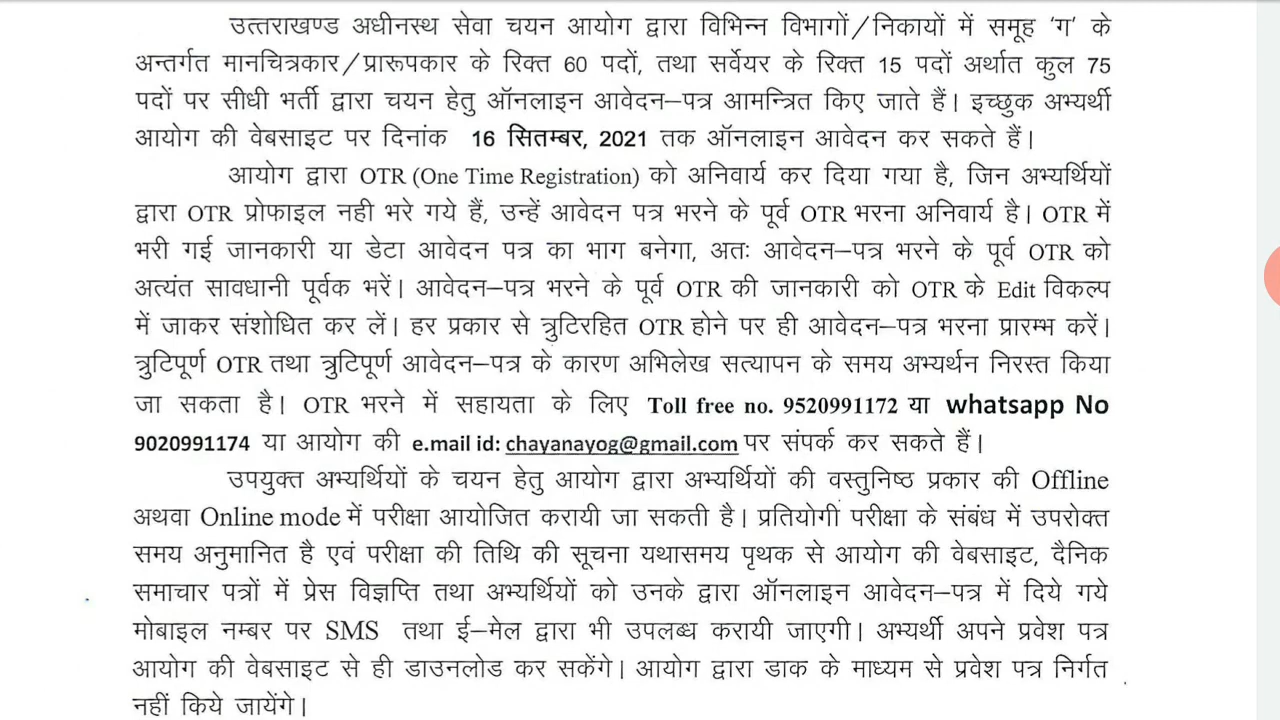 उत्तराखण्ड अधीनस्थ सेवा चयन आयोग द्वारा विभिन्न विभागों/निकायों में समूह 'ग' के
अन्तर्गत मानचित्रकार/प्रारूपकार के रिक्त 60 पदों, तथा सर्वेयर के रिक्त 15 पदों अर्थात कुल 75
पदों पर सीधी भर्ती द्वारा चयन हेतु ऑनलाइन आवेदन–पत्र आमन्त्रित किए जाते हैं। इच्छुक अभ्यर्थी
आयोग की वेबसाइट पर दिनांक 16 सितम्बर, 2021 तक ऑनलाइन आवेदन कर सकते हैं।
आयोग द्वारा OTR (One Time Registration) को अनिवार्य कर दिया गया है, जिन अभ्यर्थियों
द्वारा OTR प्रोफाइल नही भरे गये हैं, उन्हें आवेदन पत्र भरने के पूर्व OTR भरना अनिवार्य है। OTR में
भरी गई जानकारी या डेटा आवेदन पत्र का भाग बनेगा, अतः आवेदन–पत्र भरने के पूर्व OTR को
अत्यंत सावधानी पूर्वक भरें। आवेदन–पत्र भरने के पूर्व OTR की जानकारी को OTR के Edit विकल्प
में जाकर संशोधित कर लें। हर प्रकार से त्रुटिरहित OTR होने पर ही आवेदन–पत्र भरना प्रारम्भ करें।
त्रुटिपूर्ण OTR तथा त्रुटिपूर्ण आवेदन–पत्र के कारण अभिलेख सत्यापन के समय अभ्यर्थन निरस्त किया
जा सकता है। OTR भरने में सहायता के लिए Toll free no. 9520991172 या whatsapp No
9020991174 या आयोग की e.mail id: chayanayog@gmail.com पर संपर्क कर सकते हैं।
उपयुक्त अभ्यर्थियों के चयन हेतु आयोग द्वारा अभ्यर्थियों की वस्तुनिष्ठ प्रकार की Offline
अथवा Online mode में परीक्षा आयोजित करायी जा सकती है। प्रतियोगी परीक्षा के संबंध में उपरोक्त
समय अनुमानित है एवं परीक्षा की तिथि की सूचना यथासमय पृथक से आयोग की वेबसाइट, दैनिक
समाचार पत्रों में प्रेस विज्ञप्ति तथा अभ्यर्थियों को उनके द्वारा ऑनलाइन आवेदन–पत्र में दिये गये
मोबाइल नम्बर पर SMS तथा ई–मेल द्वारा भी उपलब्ध करायी जाएगी। अभ्यर्थी अपने प्रवेश पत्र
आयोग की वेबसाइट से ही डाउनलोड कर सकेंगे। आयोग द्वारा डाक के माध्यम से प्रवेश पत्र निर्गत
नहीं किये जायेंगे।